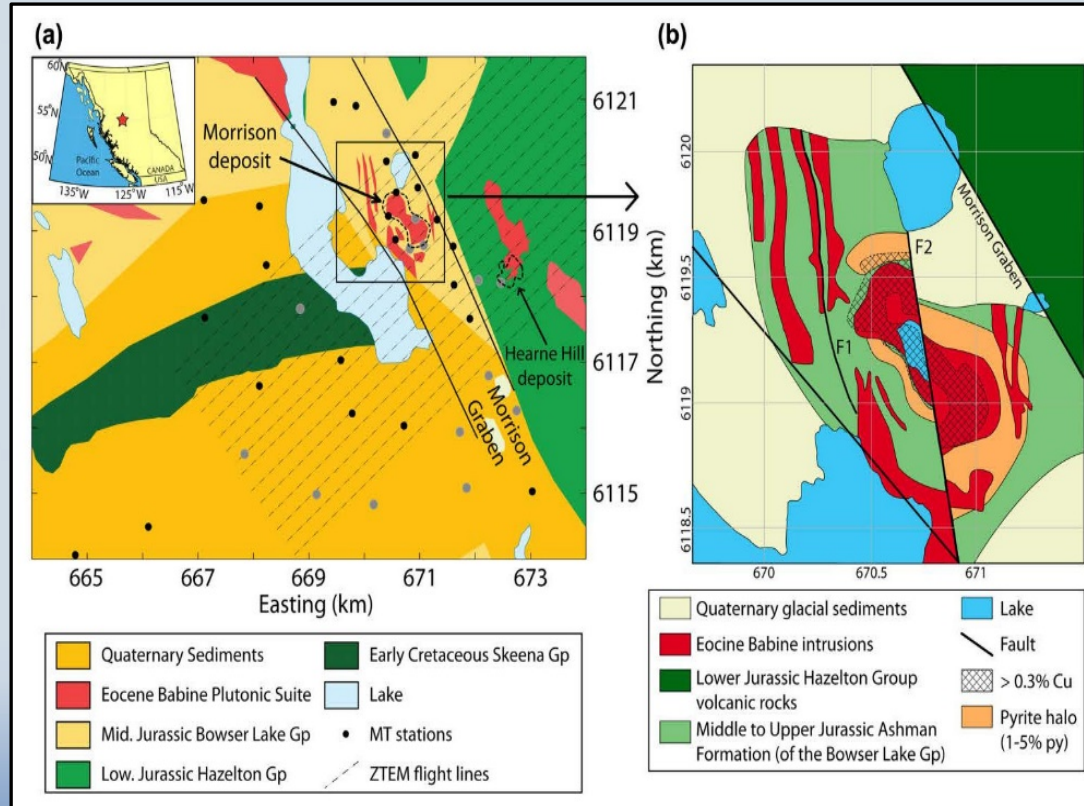 (a)
60°N
55°N
50°N
Pacific
Ocean
CANADA
USA
135°W
125°W
115°W
Morrison
deposit
Hearne Hill
deposit
Morrison
Graben
6121
6119
6117
6115
Northing (km)
665
667
669
671
673
Easting (km)
Quaternary Sediments
Eocene Babine Plutonic Suite
Mid. Jurassic Bowser Lake Gp
Low. Jurassic Hazelton Gp
Early Cretaceous Skeena Gp
Lake
MT stations
ZTEM flight lines
(b)
6120
6119.5
6119
6118.5
Morrison Graben
F2
F1
670
670.5
671
Quaternary glacial sediments
Eocine Babine intrusions
Lower Jurassic Hazelton Group
volcanic rocks
Middle to Upper Jurassic Ashman
Formation (of the Bowser Lake Gp)
Lake
Fault
> 0.3% Cu
Pyrite halo
(1-5% py)